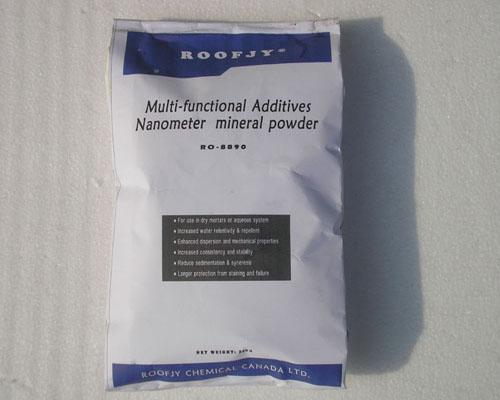 ROOFJY®
Multi-functional Additives
Nanometer mineral powder
RO-8890
• For use in dry mortars or aqueous system
• Increased water retentivity & repellent
• Enhanced dispersion and mechanical properties
• Increased consistency and stability
• Reduce sedimentation & syneresis
• Longer protection from staining and failure
NET WEIGHT:
ROOFJY CHEMICAL CANADA LTD.